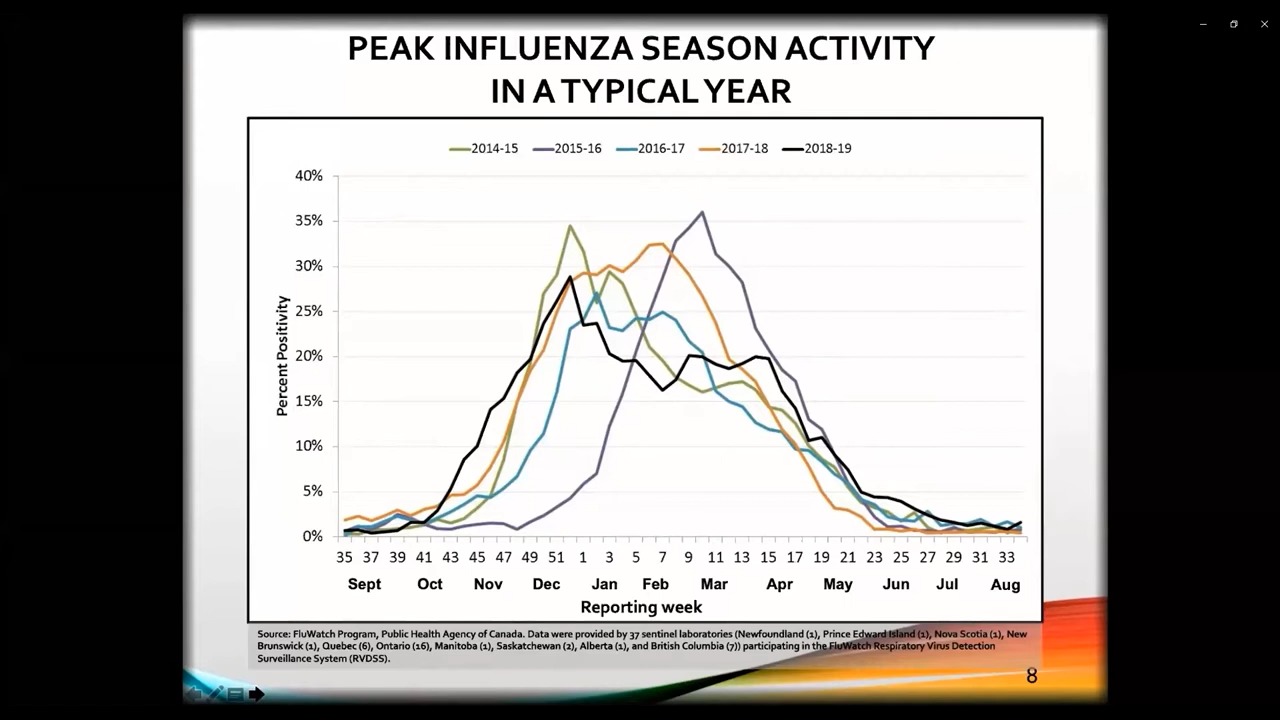 PEAK INFLUENZA SEASON ACTIVITY
IN A TYPICAL YEAR
2014-15 2015-16 2016-17 2017-18 2018-19
40%
35%
30%
25%
20%
15%
10%
5%
0%
Percent Positivity
35 37 39 41 43 45 47 49 51 1 3 5 7 9 11 13 15 17 19 21 23 25 27 29 31 33
Sept Oct Nov Dec Jan Feb Mar Apr May Jun Jul Aug
Reporting week
Source: FluWatch Program, Public Health Agency of Canada. Data were provided by 37 sentinel laboratories (Newfoundland (1), Prince Edward Island (1), Nova Scotia (1), New
Brunswick (1), Quebec (6), Ontario (16), Manitoba (1), Saskatchewan (2), Alberta (1), and British Columbia (7)) participating in the FluWatch Respiratory Virus Detection
Surveillance System (RVDSS).
8